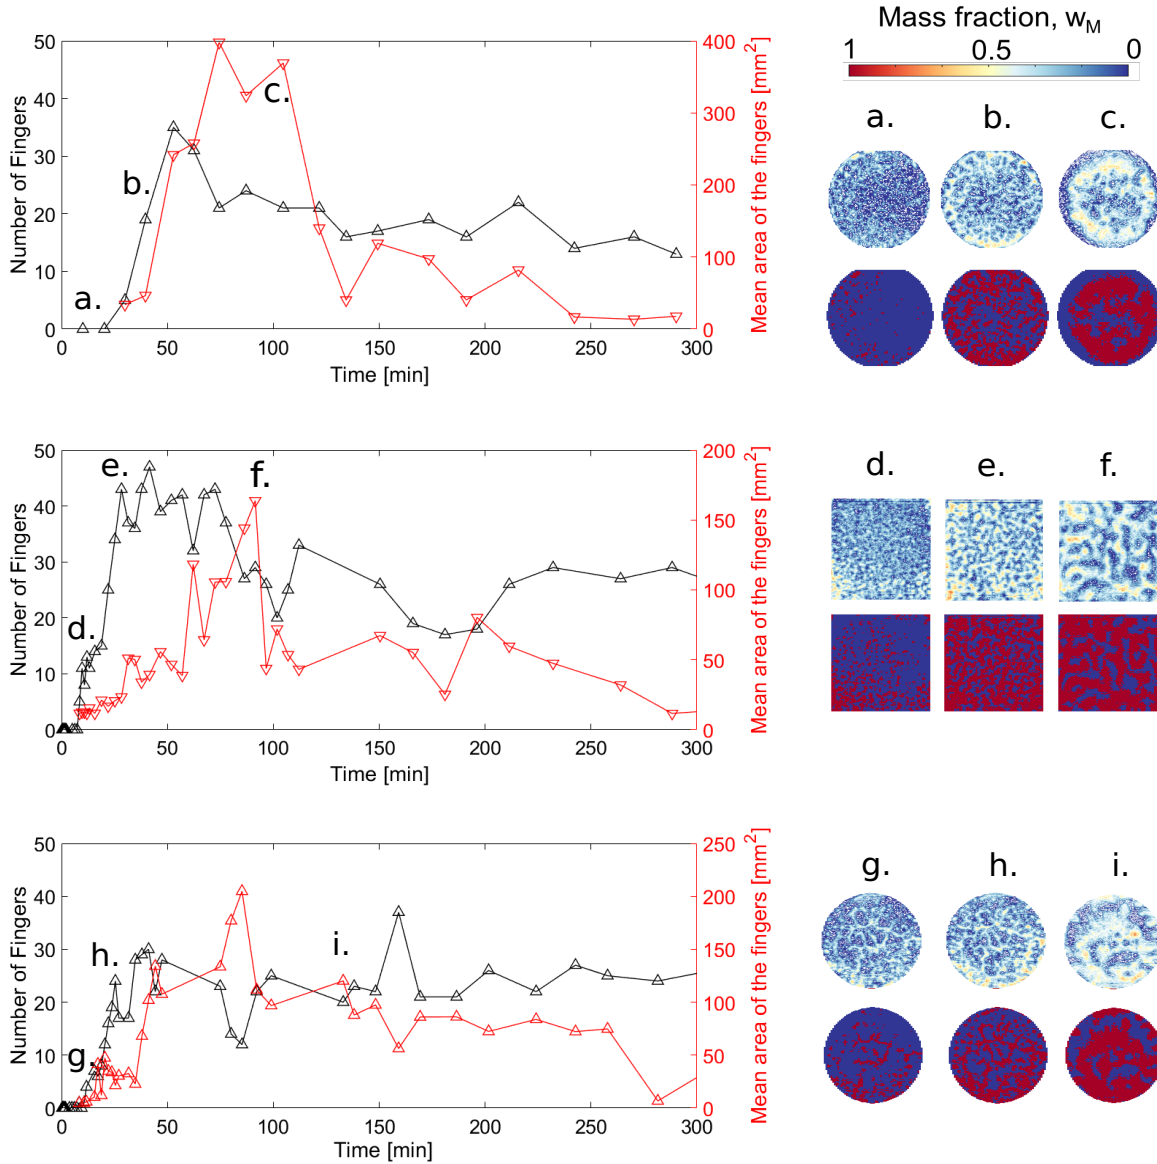 Mass fraction, w_M
1 0.5 0
50
40
30
20
10
0
Number of Fingers
400
300
200
100
0
Mean area of the fingers [mm²]
a.
b.
c.
0 50 100 150 200 250 300
Time [min]
a. b. c.
50
40
30
20
10
0
Number of Fingers
200
150
100
50
0
Mean area of the fingers [mm²]
d.
e.
f.
0 50 100 150 200 250 300
Time [min]
d. e. f.
50
40
30
20
10
0
Number of Fingers
250
200
150
100
50
0
Mean area of the fingers [mm²]
g.
h.
i.
0 50 100 150 200 250 300
Time [min]
g. h. i.